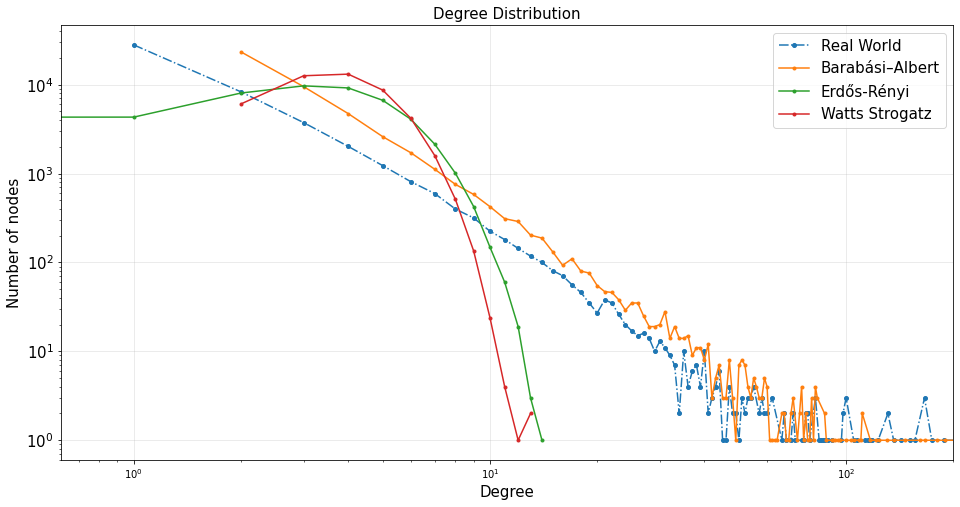 Degree Distribution
Real World
Barabási–Albert
Erdős-Rényi
Watts Strogatz
Number of nodes
10⁴
10³
10²
10¹
10⁰
10⁰
10¹
10²
Degree